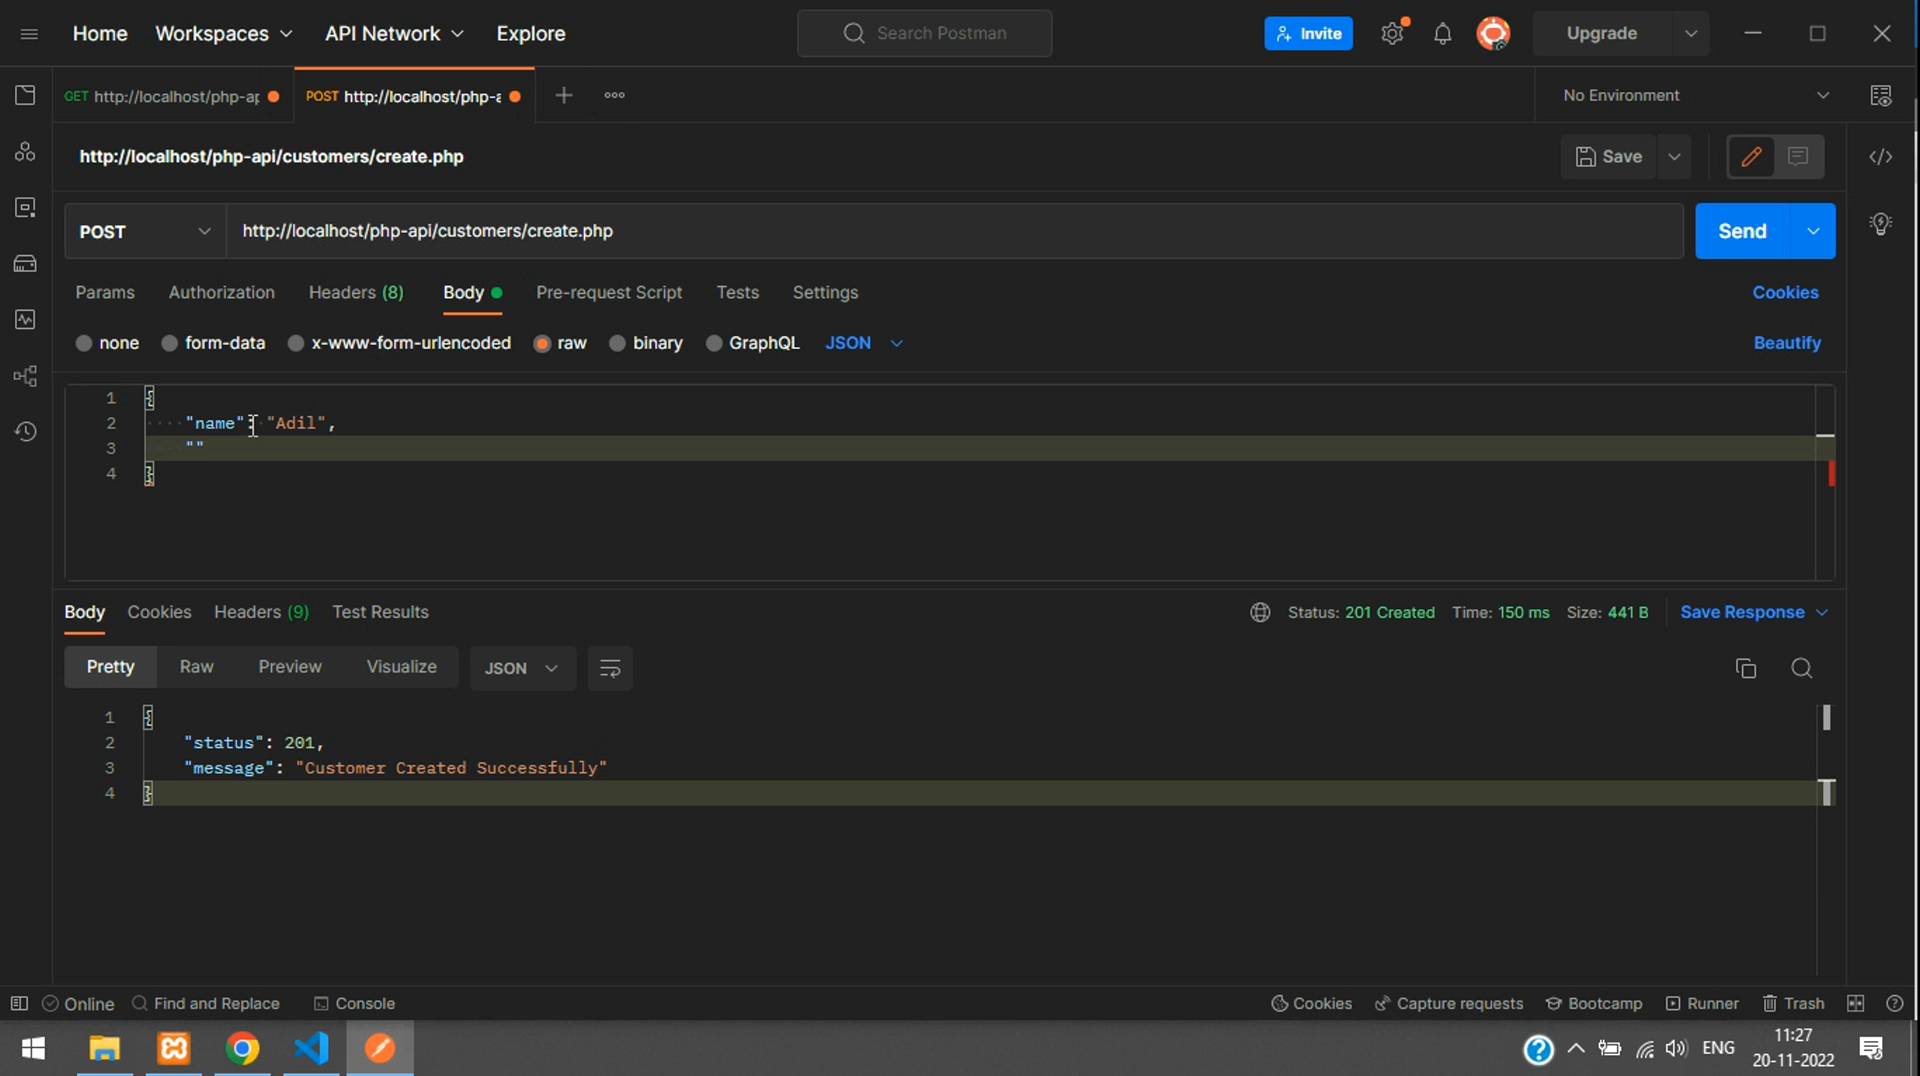 Home Workspaces API Network Explore Search Postman Invite Upgrade
GET http://localhost/php-ap POST http://localhost/php-a No Environment
http://localhost/php-api/customers/create.php Save
POST http://localhost/php-api/customers/create.php Send
Params Authorization Headers (8) Body Pre-request Script Tests Settings Cookies
none form-data x-www-form-urlencoded raw binary GraphQL JSON Beautify
1 {
2 "name": "Adil",
3 ""
4 }
Body Cookies Headers (9) Test Results Status: 201 Created Time: 150 ms Size: 441 B Save Response
Pretty Raw Preview Visualize JSON
1 {
2 "status": 201,
3 "message": "Customer Created Successfully"
4 }
Online Find and Replace Console Cookies Capture requests Bootcamp Runner Trash
ENG 11:27
20-11-2022